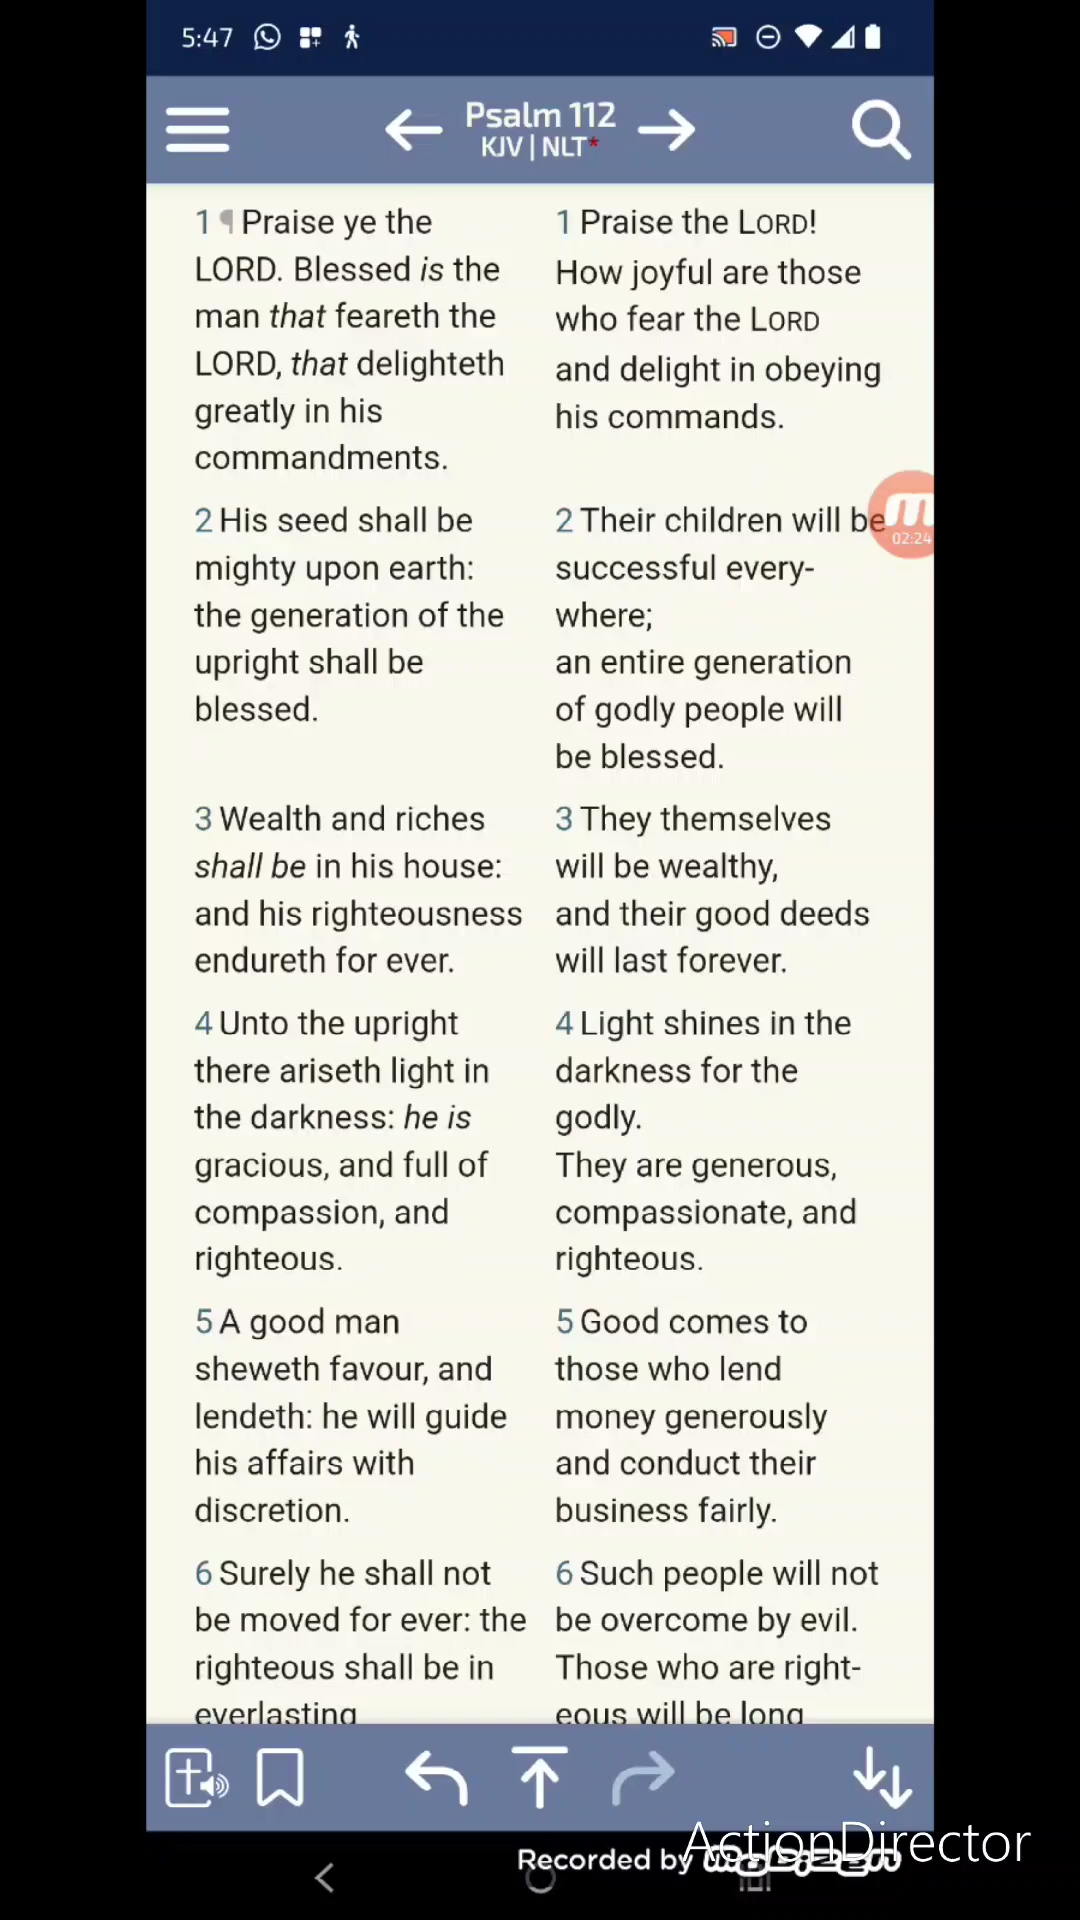 5:47
Psalm 112
KJV | NLT*
1 ¶ Praise ye the
LORD. Blessed is the
man that feareth the
LORD, that delighteth
greatly in his
commandments.
2 His seed shall be
mighty upon earth:
the generation of the
upright shall be
blessed.
3 Wealth and riches
shall be in his house:
and his righteousness
endureth for ever.
4 Unto the upright
there ariseth light in
the darkness: he is
gracious, and full of
compassion, and
righteous.
5 A good man
sheweth favour, and
lendeth: he will guide
his affairs with
discretion.
6 Surely he shall not
be moved for ever: the
righteous shall be in
everlasting
1 Praise the LORD!
How joyful are those
who fear the LORD
and delight in obeying
his commands.
2 Their children will be
successful every-
where;
an entire generation
of godly people will
be blessed.
3 They themselves
will be wealthy,
and their good deeds
will last forever.
4 Light shines in the
darkness for the
godly.
They are generous,
compassionate, and
righteous.
5 Good comes to
those who lend
money generously
and conduct their
business fairly.
6 Such people will not
be overcome by evil.
Those who are right-
eous will be long
02:24
ActionDirector
Recorded by